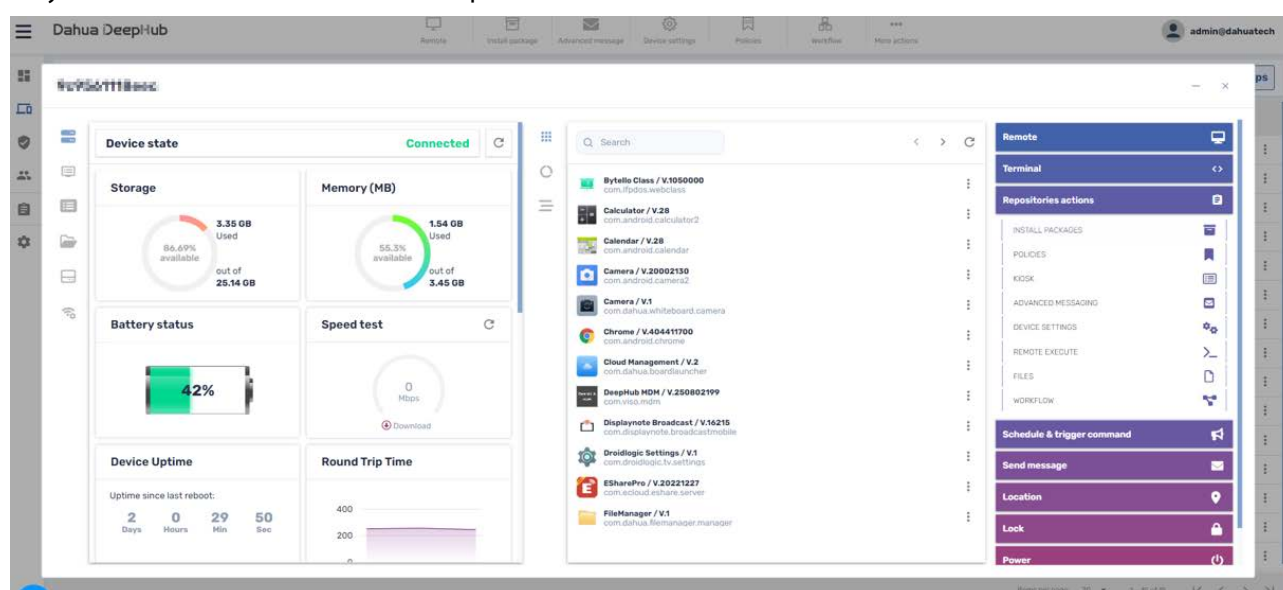 Dahua DeepHub
Remote
Install package
Advanced message
Device settings
Policies
Workflow
More actions
admin@dahuatech
ps
Device state
Connected
Storage
86.69%
available
3.35 GB
Used
out of
25.14 GB
Memory (MB)
55.3%
available
1.54 GB
Used
out of
3.45 GB
Battery status
42%
Speed test
0
Mbps
Download
Device Uptime
Uptime since last reboot:
2 0 29 50
Days Hours Min Sec
Round Trip Time
400
200
0
Search
Bytello Class / V.1050000
com.ifpdos.webclass
Calculator / V.28
com.android.calculator2
Calendar / V.28
com.android.calendar
Camera / V.20002130
com.android.camera2
Camera / V.1
com.dahua.whiteboard.camera
Chrome / V.404411700
com.android.chrome
Cloud Management / V.2
com.dahua.boardlauncher
DeepHub MDM / V.250802199
com.viso.mdm
Displaynote Broadcast / V.16215
com.displaynote.broadcastmobile
Droidlogic Settings / V.1
com.droidlogic.tv.settings
ESharePro / V.20221227
com.ecloud.eshare.server
FileManager / V.1
com.dahua.filemanager.manager
Remote
Terminal
Repositories actions
INSTALL PACKAGES
POLICIES
KIOSK
ADVANCED MESSAGING
DEVICE SETTINGS
REMOTE EXECUTE
FILES
WORKFLOW
Schedule & trigger command
Send message
Location
Lock
Power